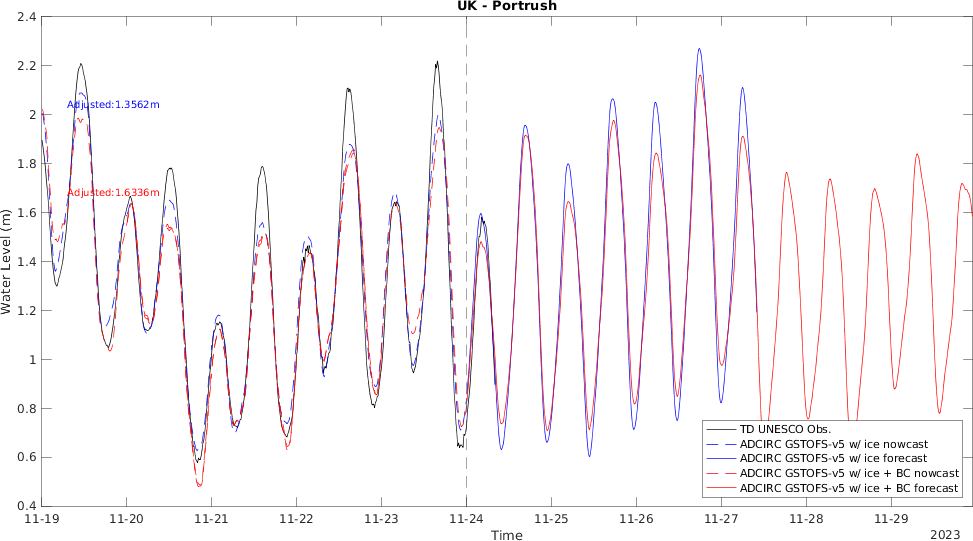 UK - Portrush
2.4
2.2
2
1.8
1.6
1.4
1.2
1
0.8
0.6
0.4
Water Level (m)
Adjusted:1.3562m
Adjusted:1.6336m
TD UNESCO Obs.
ADCIRC GSTOFS-v5 w/ ice nowcast
ADCIRC GSTOFS-v5 w/ ice forecast
ADCIRC GSTOFS-v5 w/ ice + BC nowcast
ADCIRC GSTOFS-v5 w/ ice + BC forecast
11-19 11-20 11-21 11-22 11-23 11-24 11-25 11-26 11-27 11-28 11-29
Time
2023